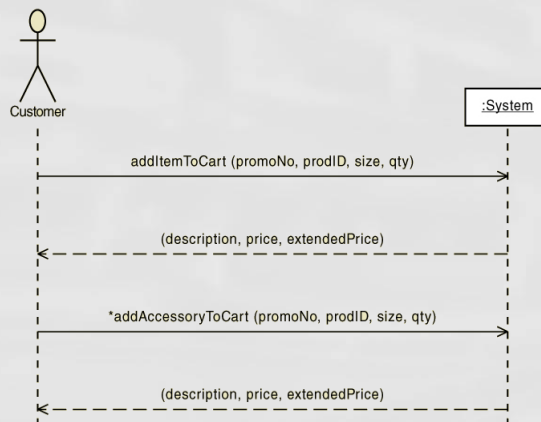 Customer
:System
addItemToCart (promoNo, prodID, size, qty)
(description, price, extendedPrice)
*addAccessoryToCart (promoNo, prodID, size, qty)
(description, price, extendedPrice)